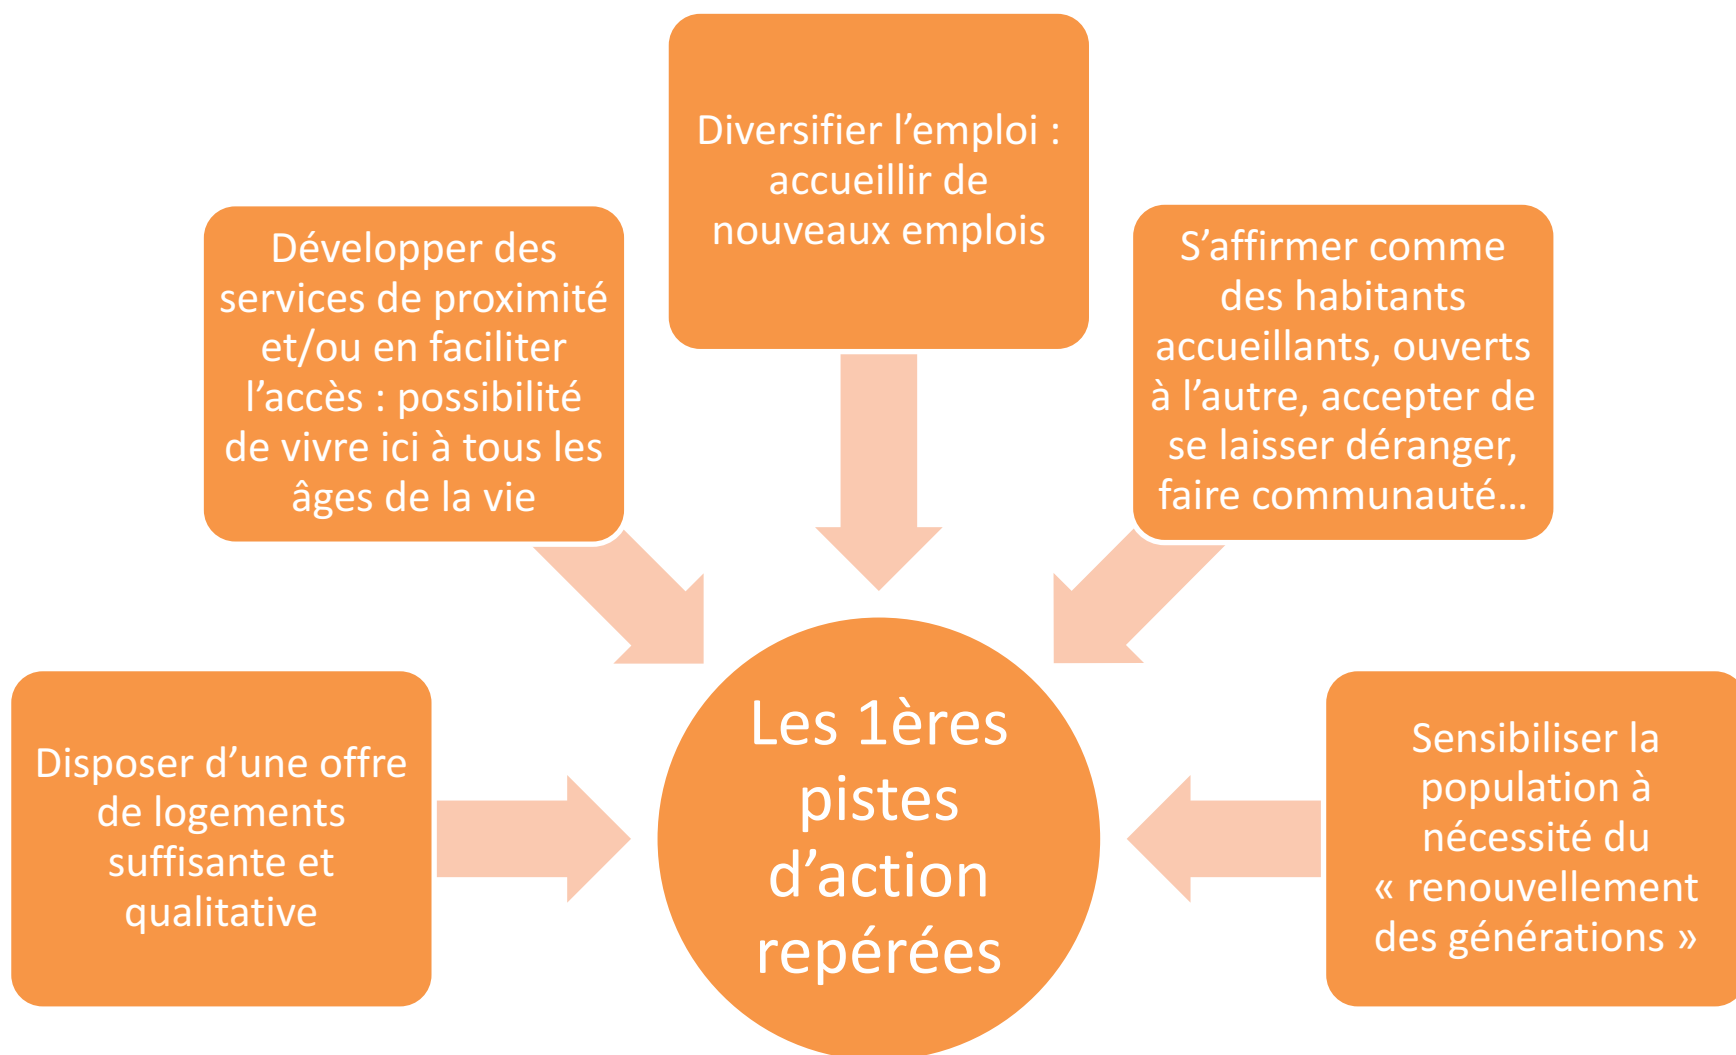 Diversifier l’emploi :
accueillir de
nouveaux emplois
Développer des
services de proximité
et/ou en faciliter
l’accès : possibilité
de vivre ici à tous les
âges de la vie
S’affirmer comme
des habitants
accueillants, ouverts
à l’autre, accepter de
se laisser déranger,
faire communauté…
Disposer d’une offre
de logements
suffisante et
qualitative
Les 1ères
pistes
d’action
repérées
Sensibiliser la
population à
nécessité du
« renouvellement
des générations »